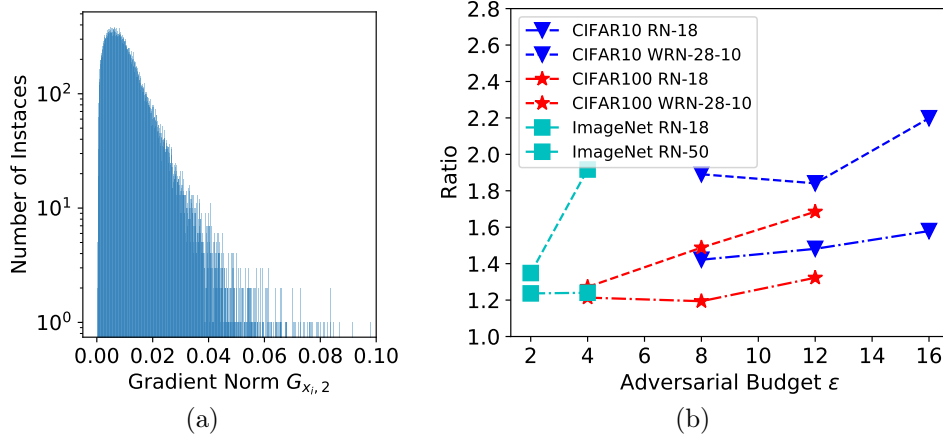 Number of Instaces
10²
10¹
10⁰
0.00 0.02 0.04 0.06 0.08 0.10
Gradient Norm G_{x_i, 2}
(a)
Ratio
2.8
2.6
2.4
2.2
2.0
1.8
1.6
1.4
1.2
1.0
CIFAR10 RN-18
CIFAR10 WRN-28-10
CIFAR100 RN-18
CIFAR100 WRN-28-10
ImageNet RN-18
ImageNet RN-50
2 4 6 8 10 12 14 16
Adversarial Budget ε
(b)